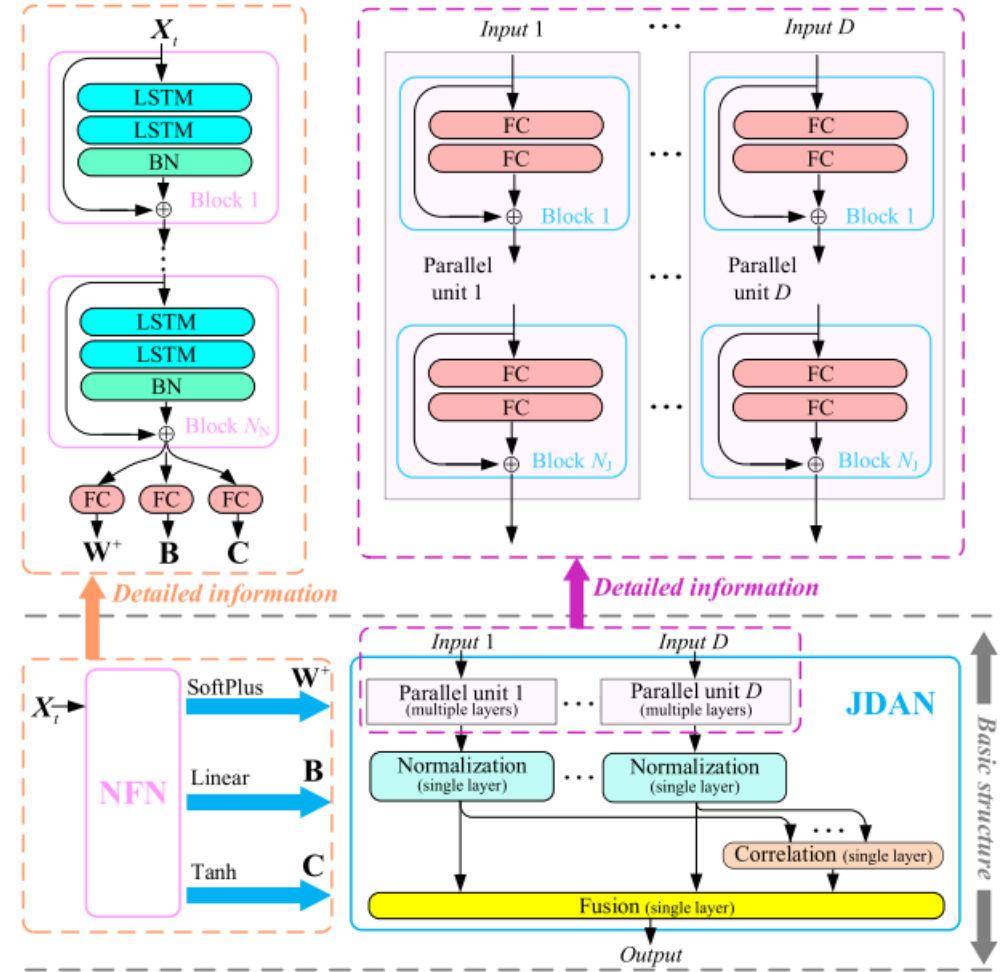 X_t
LSTM
LSTM
BN
Block 1
LSTM
LSTM
BN
Block N_N
FC FC FC
W⁺ B C
Input 1 ··· Input D
FC
FC
Block 1
Parallel
unit 1
FC
FC
Block N_J
···
···
···
FC
FC
Block 1
Parallel
unit D
FC
FC
Block N_J
Detailed information
Detailed information
X_t
NFN
SoftPlus W⁺
Linear B
Tanh C
Input 1 Input D
Parallel unit 1
(multiple layers)
···
Parallel unit D
(multiple layers)
JDAN
Normalization
(single layer)
···
Normalization
(single layer)
···
Correlation (single layer)
Fusion (single layer)
Output
Basic structure